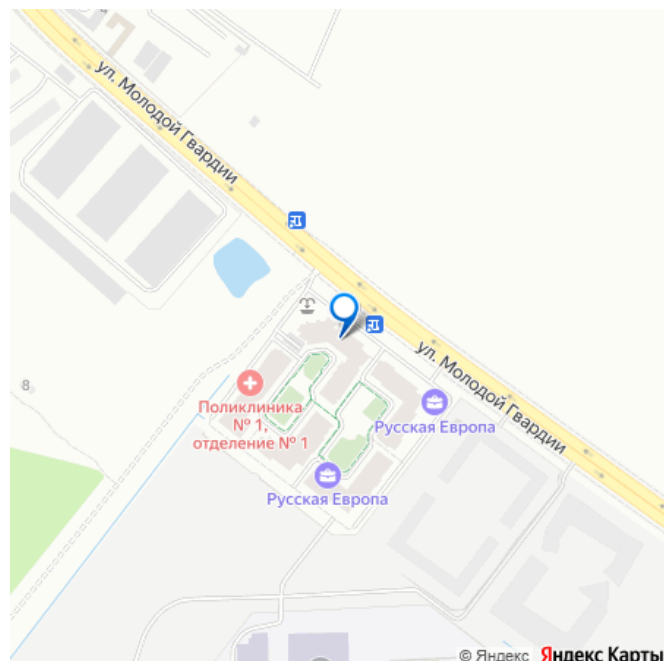 ул. Молодой Гвардии
ул. Молодой Гвардии
8
Поликлиника
№ 1,
отделение № 1
Русская Европа
Русская Европа
© Яндекс Яндекс Карты